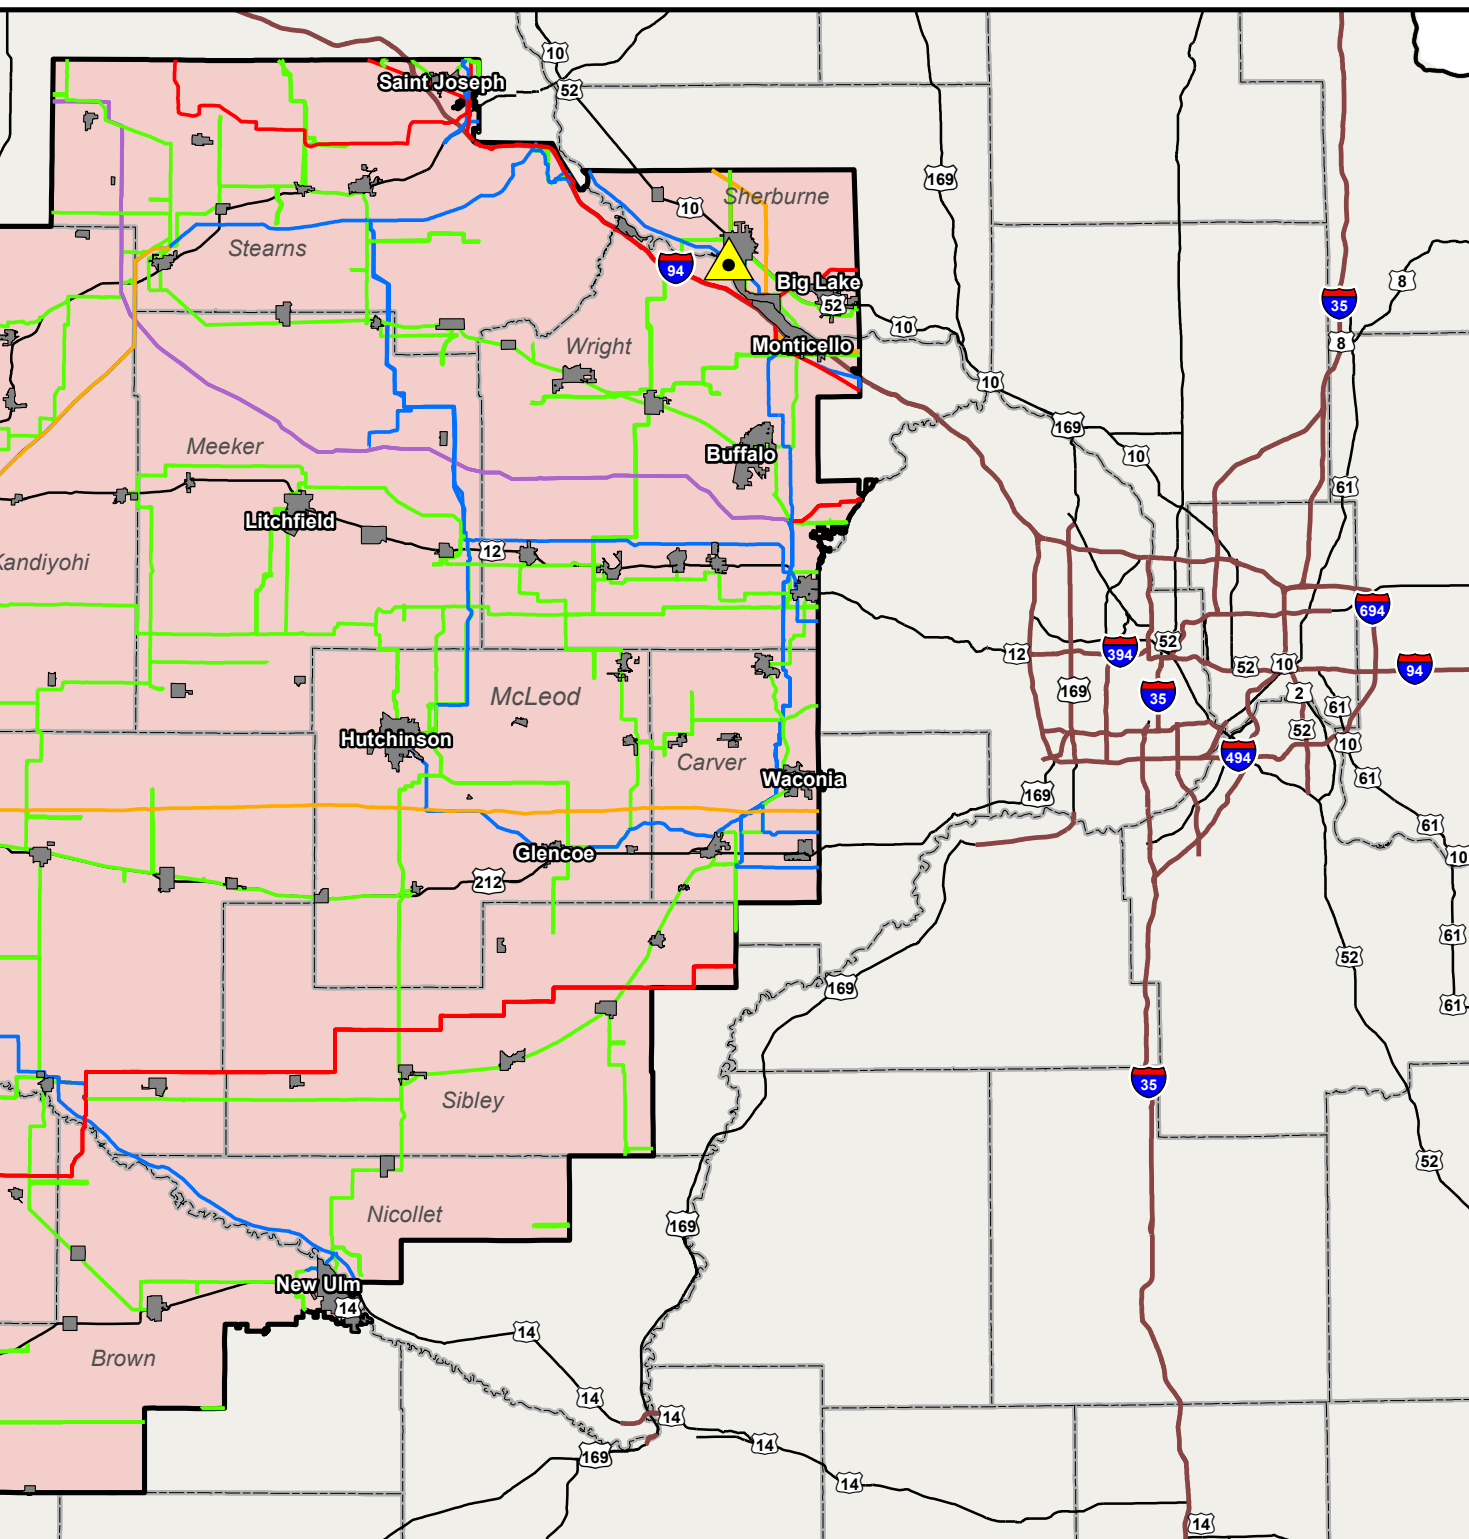 10
Saint Joseph
52
169
Sherburne
10
Stearns
94
Big Lake
8
52
35
10
8
Monticello
Wright
10
169
Meeker
Buffalo
10
61
Litchfield
12
Kandiyohi
694
52
394
12
52
10
94
169
35
2
McLeod
61
52
Hutchinson
10
494
Carver
Waconia
61
169
61
Glencoe
10
212
61
52
169
61
35
Sibley
52
Nicollet
169
New Ulm
14
14
Brown
14
14
14
169
14
14